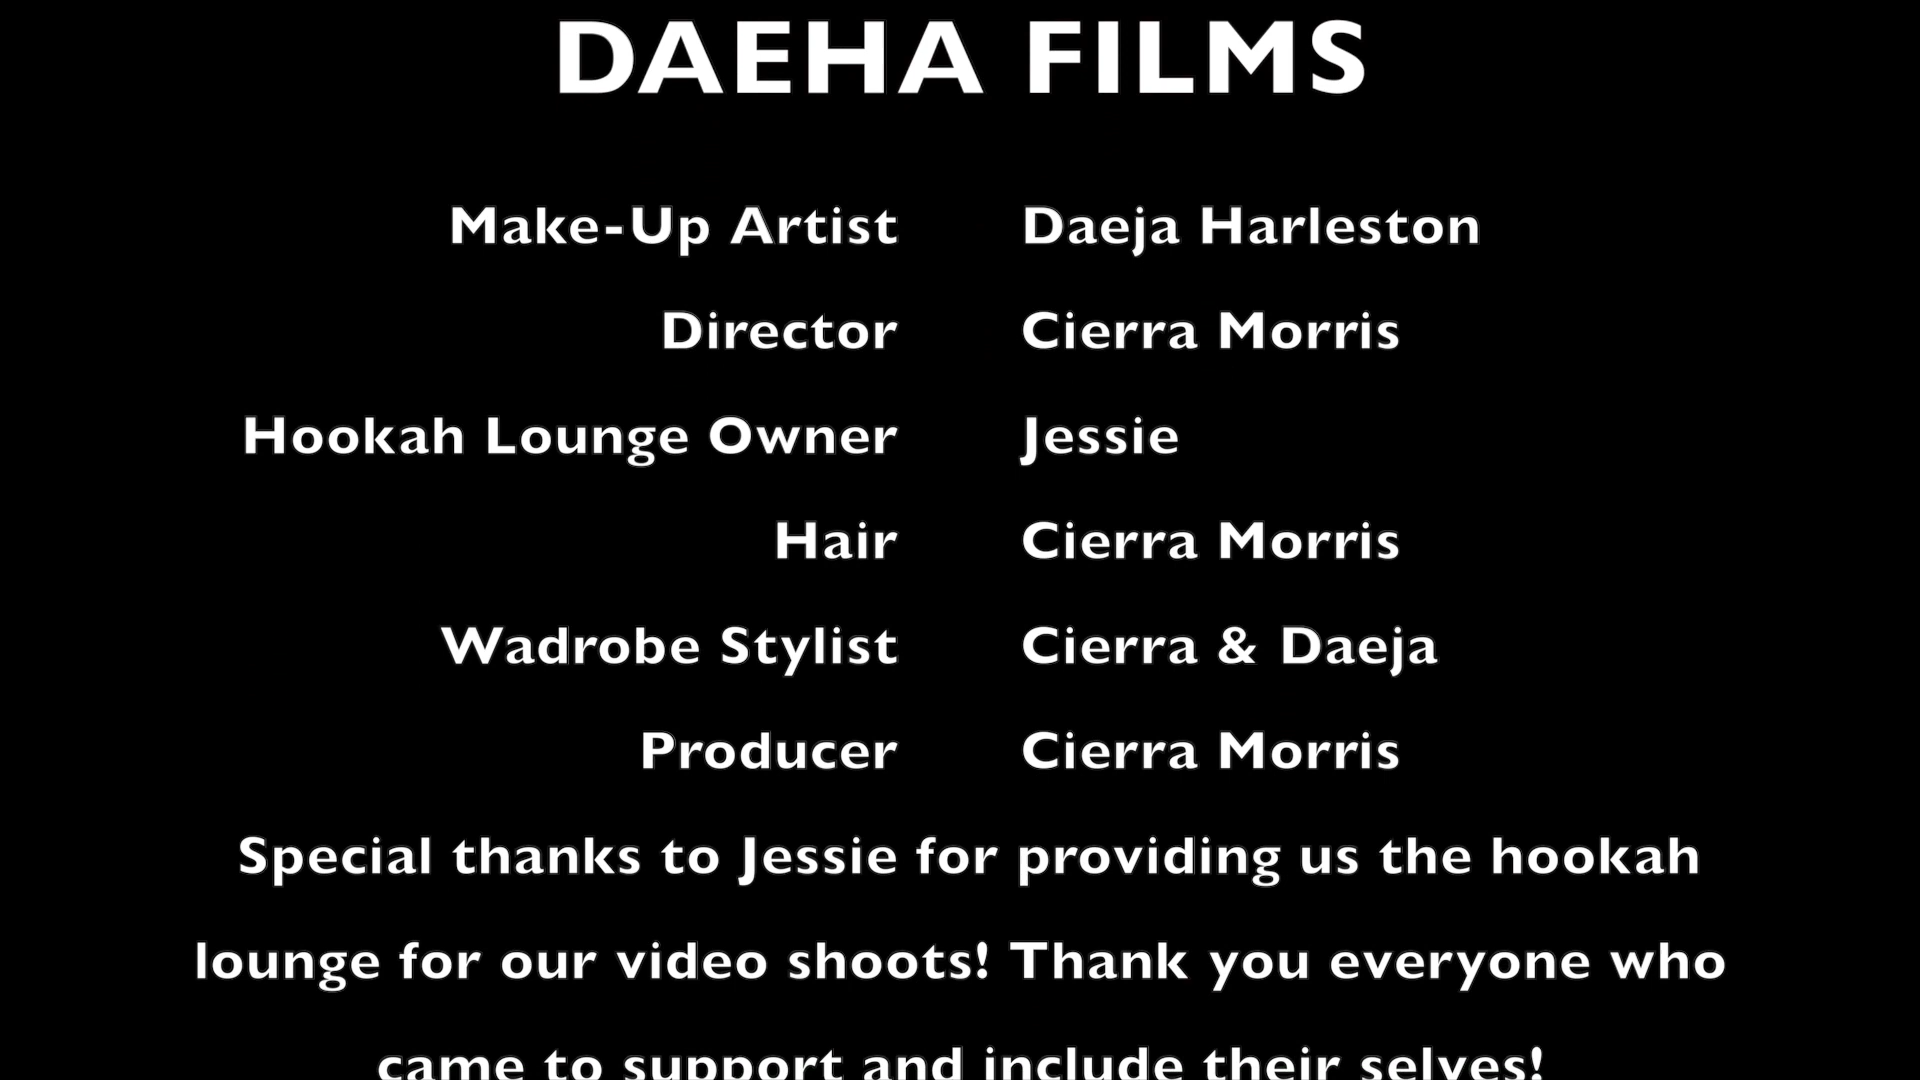 DAEHA FILMS
Make-Up Artist Daeja Harleston
Director Cierra Morris
Hookah Lounge Owner Jessie
Hair Cierra Morris
Wadrobe Stylist Cierra & Daeja
Producer Cierra Morris
Special thanks to Jessie for providing us the hookah
lounge for our video shoots! Thank you everyone who
came to support and include their selves!